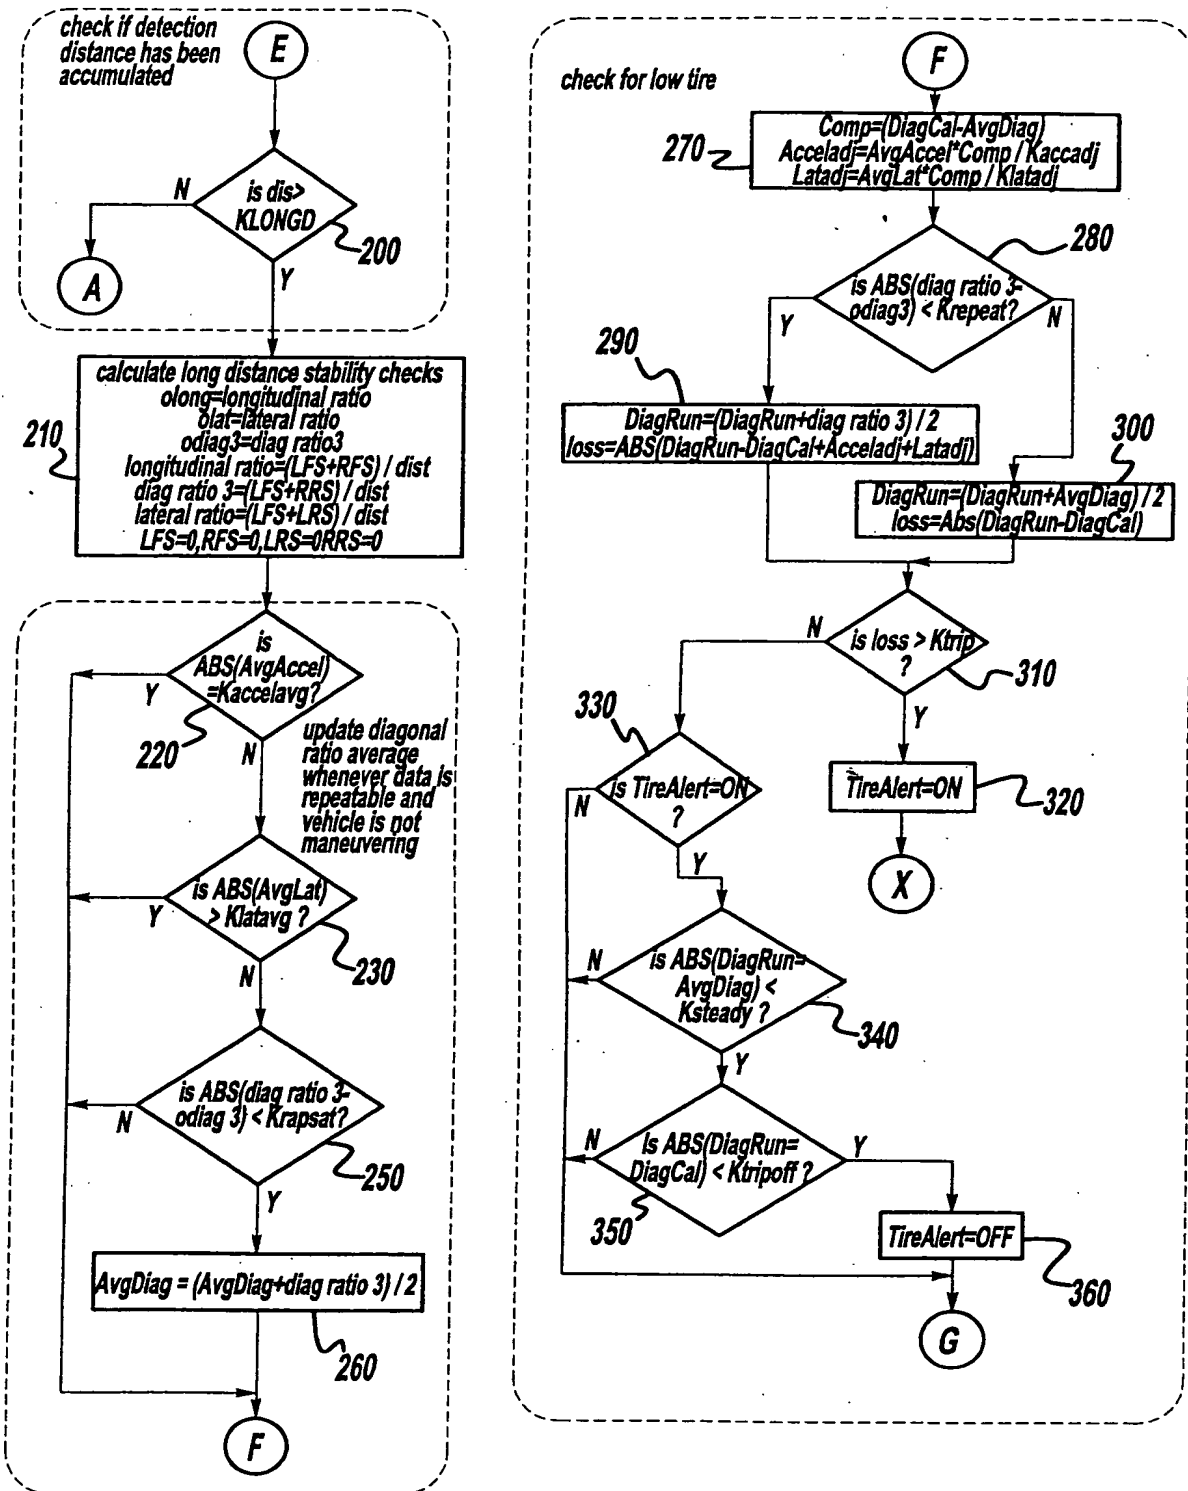 check if detection
distance has been
accumulated
E
N
is dis>
KLONGD
200
A
Y
calculate long distance stability checks
olong=longitudinal ratio
olat=lateral ratio
odiag3=diag ratio3
longitudinal ratio=(LFS+RFS) / dist
diag ratio 3=(LFS+RRS) / dist
lateral ratio=(LFS+LRS) / dist
LFS=0,RFS=0,LRS=0RRS=0
210
is
ABS(AvgAccel)
=Kaccelavg?
Y
220
N
update diagonal
ratio average
whenever data is
repeatable and
vehicle is not
maneuvering
is ABS(AvgLat)
> Klatavg ?
Y
230
N
is ABS(diag ratio 3-
odiag 3) < Krapsat?
N
250
Y
AvgDiag = (AvgDiag+diag ratio 3) / 2
260
F
check for low tire
F
Comp=(DiagCal-AvgDiag)
Acceladj=AvgAccel*Comp / Kaccadj
Latadj=AvgLat*Comp / Klatadj
270
280
is ABS(diag ratio 3-
odiag3) < Krepeat?
Y
N
290
DiagRun=(DiagRun+diag ratio 3) / 2
loss=ABS(DiagRun-DiagCal+Acceladj+Latadj)
300
DiagRun=(DiagRun+AvgDiag) / 2
loss=Abs(DiagRun-DiagCal)
N
is loss > Ktrip
?
310
Y
330
is TireAlert=ON
?
N
TireAlert=ON
320
Y
X
is ABS(DiagRun=
AvgDiag) <
Ksteady ?
N
340
Y
Is ABS(DiagRun=
DiagCal) < Ktripoff ?
N
Y
350
TireAlert=OFF
360
G